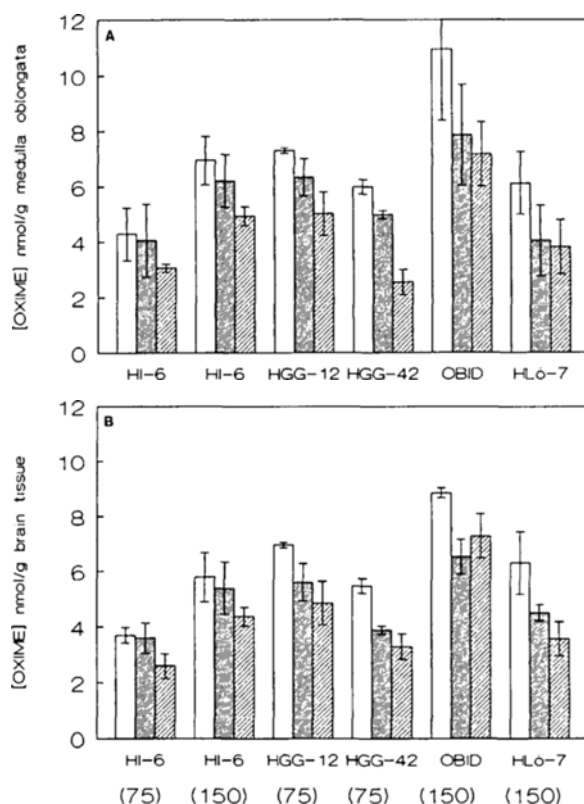 A
[OXIME] nmol/g medulla oblongata
12
10
8
6
4
2
0
HI-6 HI-6 HGG-12 HGG-42 OBID HLö-7
B
[OXIME] nmol/g brain tissue
12
10
8
6
4
2
0
HI-6 HI-6 HGG-12 HGG-42 OBID HLö-7
(75) (150) (75) (75) (150) (150)